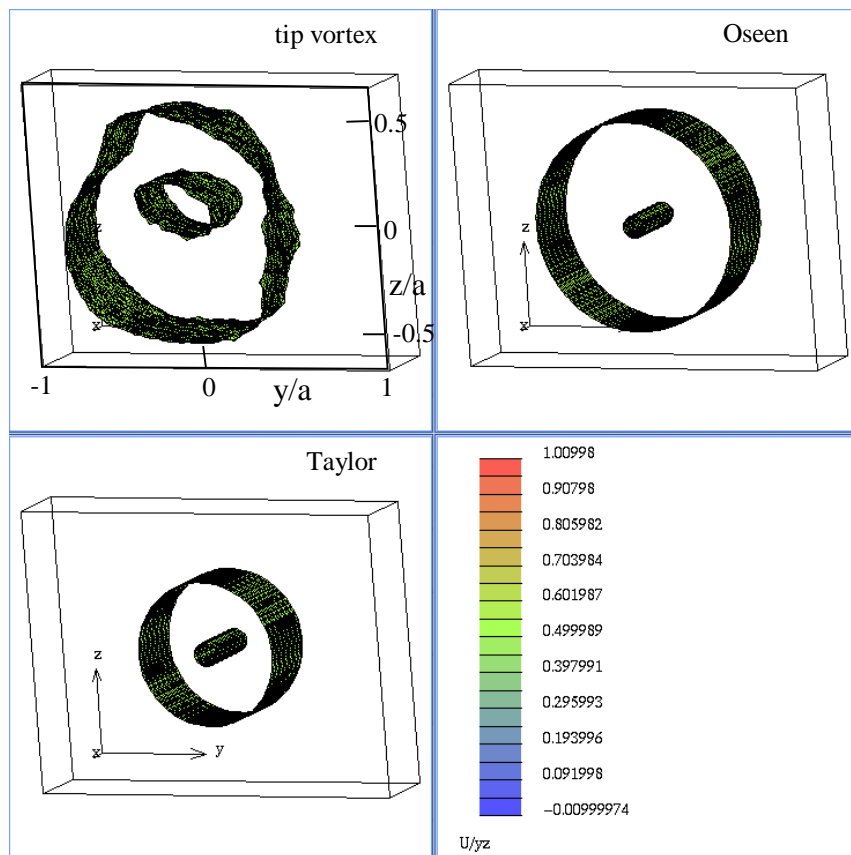 tip vortex
0.5
z
0
z/a
x
-0.5
-1
0
1
y/a
Oseen
z
x
Taylor
z
x
y
1.00998
0.90798
0.805982
0.703984
0.601987
0.499989
0.397991
0.295993
0.193996
0.091998
-0.00999974
U/yz